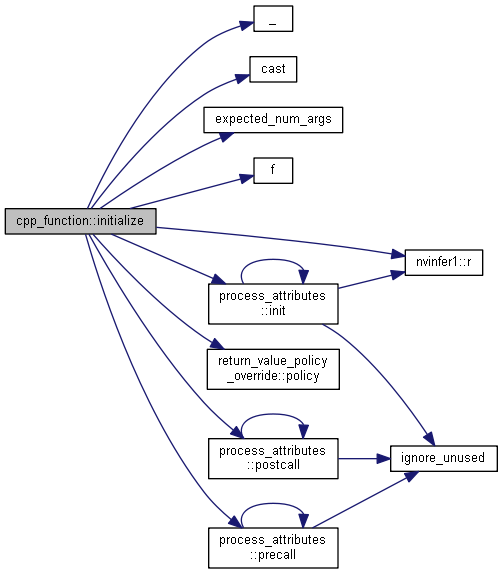 _
cast
expected_num_args
f
cpp_function::initialize
nvinfer1::r
process_attributes
::init
return_value_policy
_override::policy
process_attributes
::postcall
ignore_unused
process_attributes
::precall